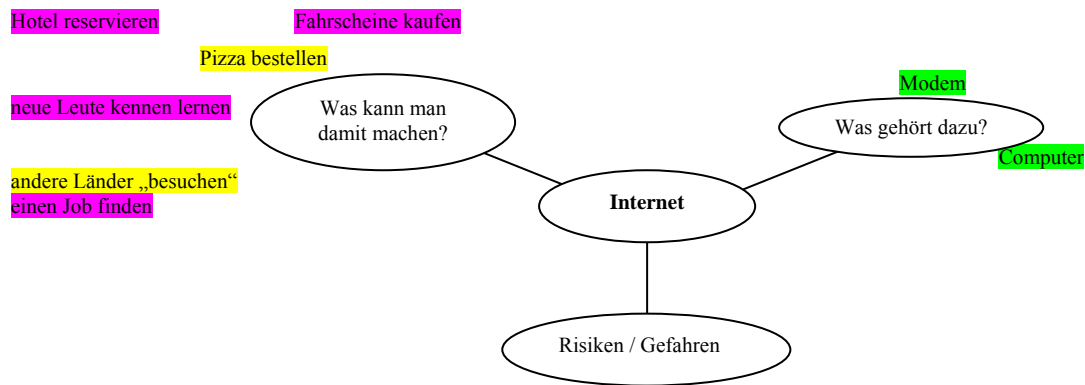 Hotel reservieren
Fahrscheine kaufen
Pizza bestellen
neue Leute kennen lernen
Was kann man
damit machen?
andere Länder „besuchen“
einen Job finden
Modem
Was gehört dazu?
Computer
Internet
Risiken / Gefahren